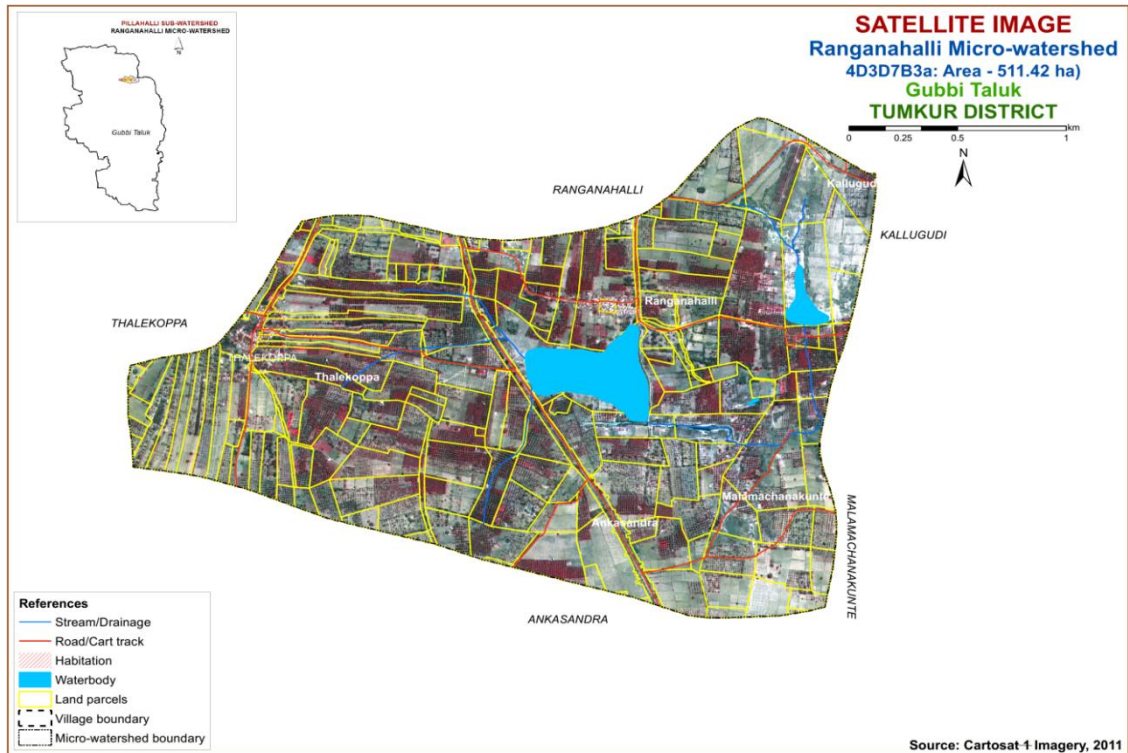 PILLAHALLI SUB-WATERSHED
RANGANAHALLI MICRO-WATERSHED
N
Gubbi Taluk
SATELLITE IMAGE
Ranganahalli Micro-watershed
4D3D7B3a: Area - 511.42 ha)
Gubbi Taluk
TUMKUR DISTRICT
km
0 0.25 0.5 1
N
RANGANAHALLI
Kallugud
KALLUGUDI
Ranganahalli
THALEKOPPA
THALEKOPPA
Thalekoppa
Malamachanakunte
MALAMACHANAKUNTE
Ankasandra
ANKASANDRA
References
Stream/Drainage
Road/Cart track
Habitation
Waterbody
Land parcels
Village boundary
Micro-watershed boundary
Source: Cartosat-1 Imagery, 2011